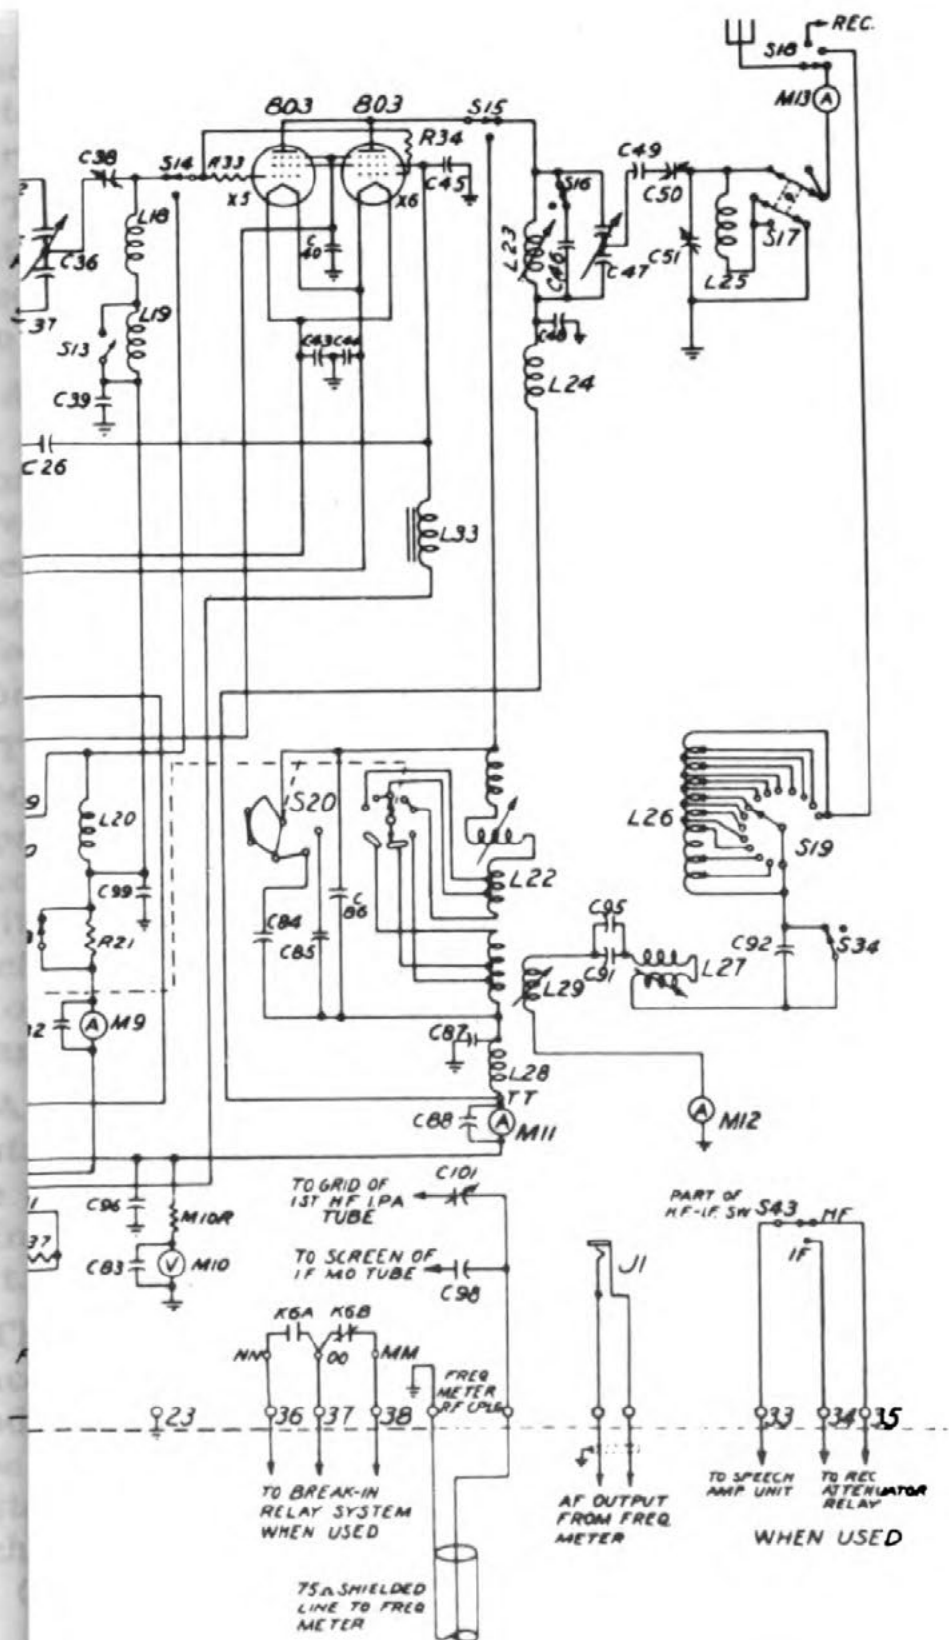 REC.
S18
M13
A
803
803
S15
R34
C38
S14
R33
C45
C49
C50
S16
X5
X6
L18
C36
C
40
L23
C46
C47
C51
L25
S17
37
L19
S13
C43
C44
C48
L24
C39
C26
L33
L20
S20
L26
S19
C99
C84
C
86
L22
C85
R21
C95
C91
L27
C92
S34
L29
A
M9
C87
L28
TT
C88
A
M11
A
M12
C96
M10R
TO GRID OF
1ST HF I.PA
TUBE
C101
PART OF
HF-I.F. SW
S43
HF
IF
37
C83
V
M10
TO SCREEN OF
IF MO TUBE
C98
J1
K6A
K6B
NN
OO
MM
FREQ
METER
RF CPLG
23
36
37
38
33
34
35
TO BREAK-IN
RELAY SYSTEM
WHEN USED
AF OUTPUT
FROM FREQ
METER
TO SPEECH
AMP UNIT
TO REC
ATTENUATOR
RELAY
WHEN USED
75Ω SHIELDED
LINE TO FREQ
METER